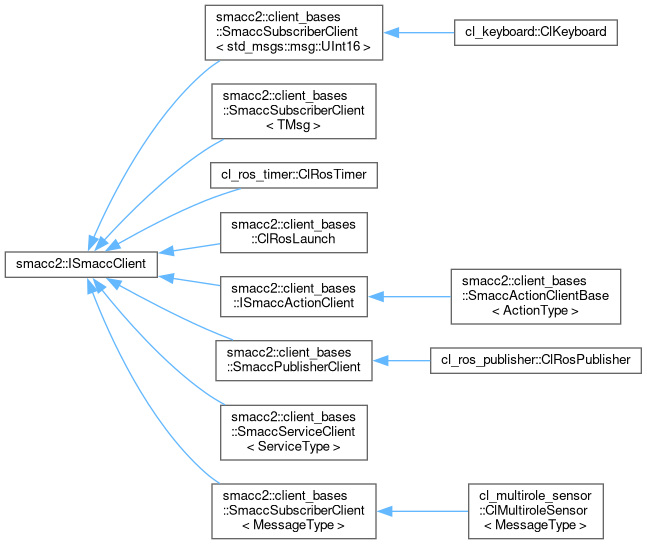 smacc2::client_bases
::SmaccSubscriberClient
< std_msgs::msg::UInt16 >
cl_keyboard::ClKeyboard
smacc2::client_bases
::SmaccSubscriberClient
< TMsg >
cl_ros_timer::ClRosTimer
smacc2::client_bases
::ClRosLaunch
smacc2::ISmaccClient
smacc2::client_bases
::ISmaccActionClient
smacc2::client_bases
::SmaccActionClientBase
< ActionType >
smacc2::client_bases
::SmaccPublisherClient
cl_ros_publisher::ClRosPublisher
smacc2::client_bases
::SmaccServiceClient
< ServiceType >
smacc2::client_bases
::SmaccSubscriberClient
< MessageType >
cl_multirole_sensor
::ClMultiroleSensor
< MessageType >